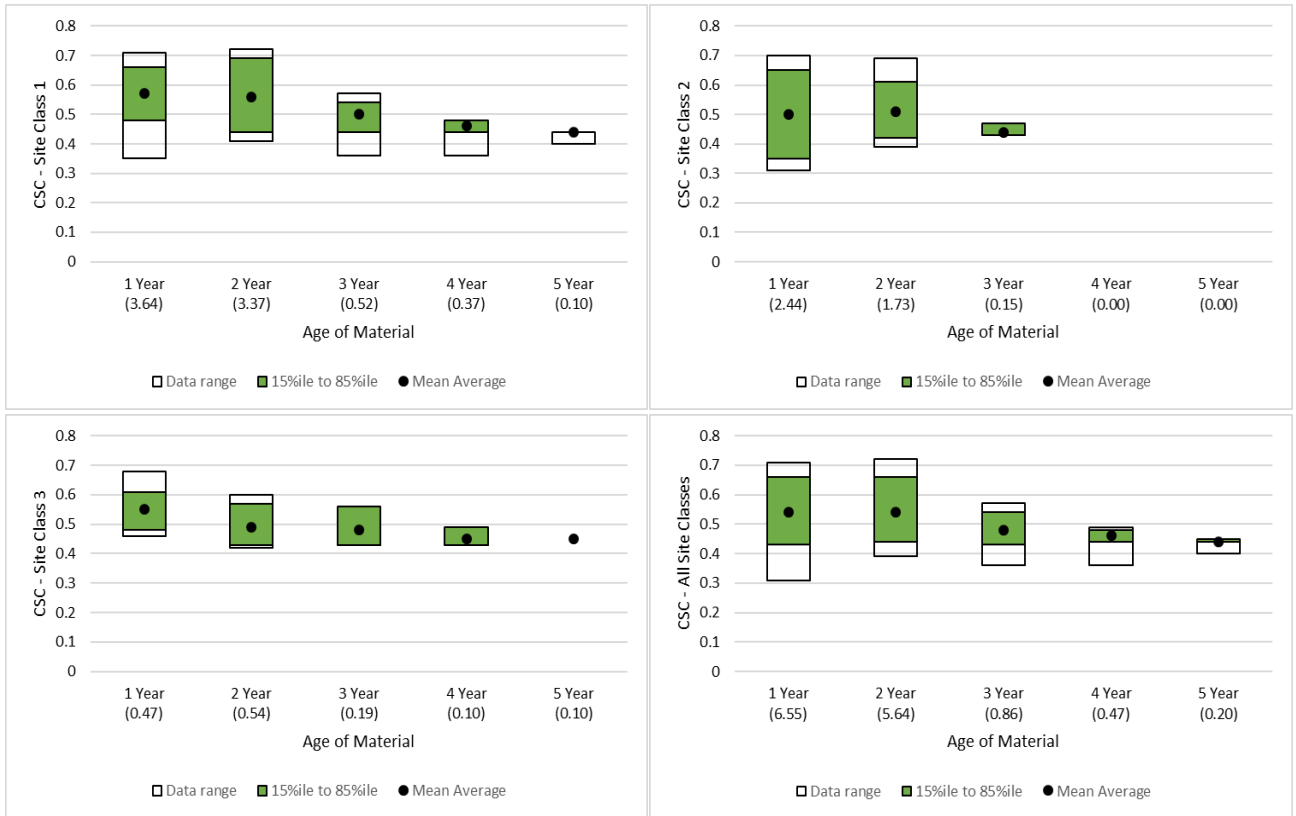 CSC - Site Class 1
0.8
0.7
0.6
0.5
0.4
0.3
0.2
0.1
0
1 Year 2 Year 3 Year 4 Year 5 Year
(3.64) (3.37) (0.52) (0.37) (0.10)
Age of Material
Data range 15%ile to 85%ile Mean Average
CSC - Site Class 2
0.8
0.7
0.6
0.5
0.4
0.3
0.2
0.1
0
1 Year 2 Year 3 Year 4 Year 5 Year
(2.44) (1.73) (0.15) (0.00) (0.00)
Age of Material
Data range 15%ile to 85%ile Mean Average
CSC - Site Class 3
0.8
0.7
0.6
0.5
0.4
0.3
0.2
0.1
0
1 Year 2 Year 3 Year 4 Year 5 Year
(0.47) (0.54) (0.19) (0.10) (0.10)
Age of Material
Data range 15%ile to 85%ile Mean Average
CSC - All Site Classes
0.8
0.7
0.6
0.5
0.4
0.3
0.2
0.1
0
1 Year 2 Year 3 Year 4 Year 5 Year
(6.55) (5.64) (0.86) (0.47) (0.20)
Age of Material
Data range 15%ile to 85%ile Mean Average